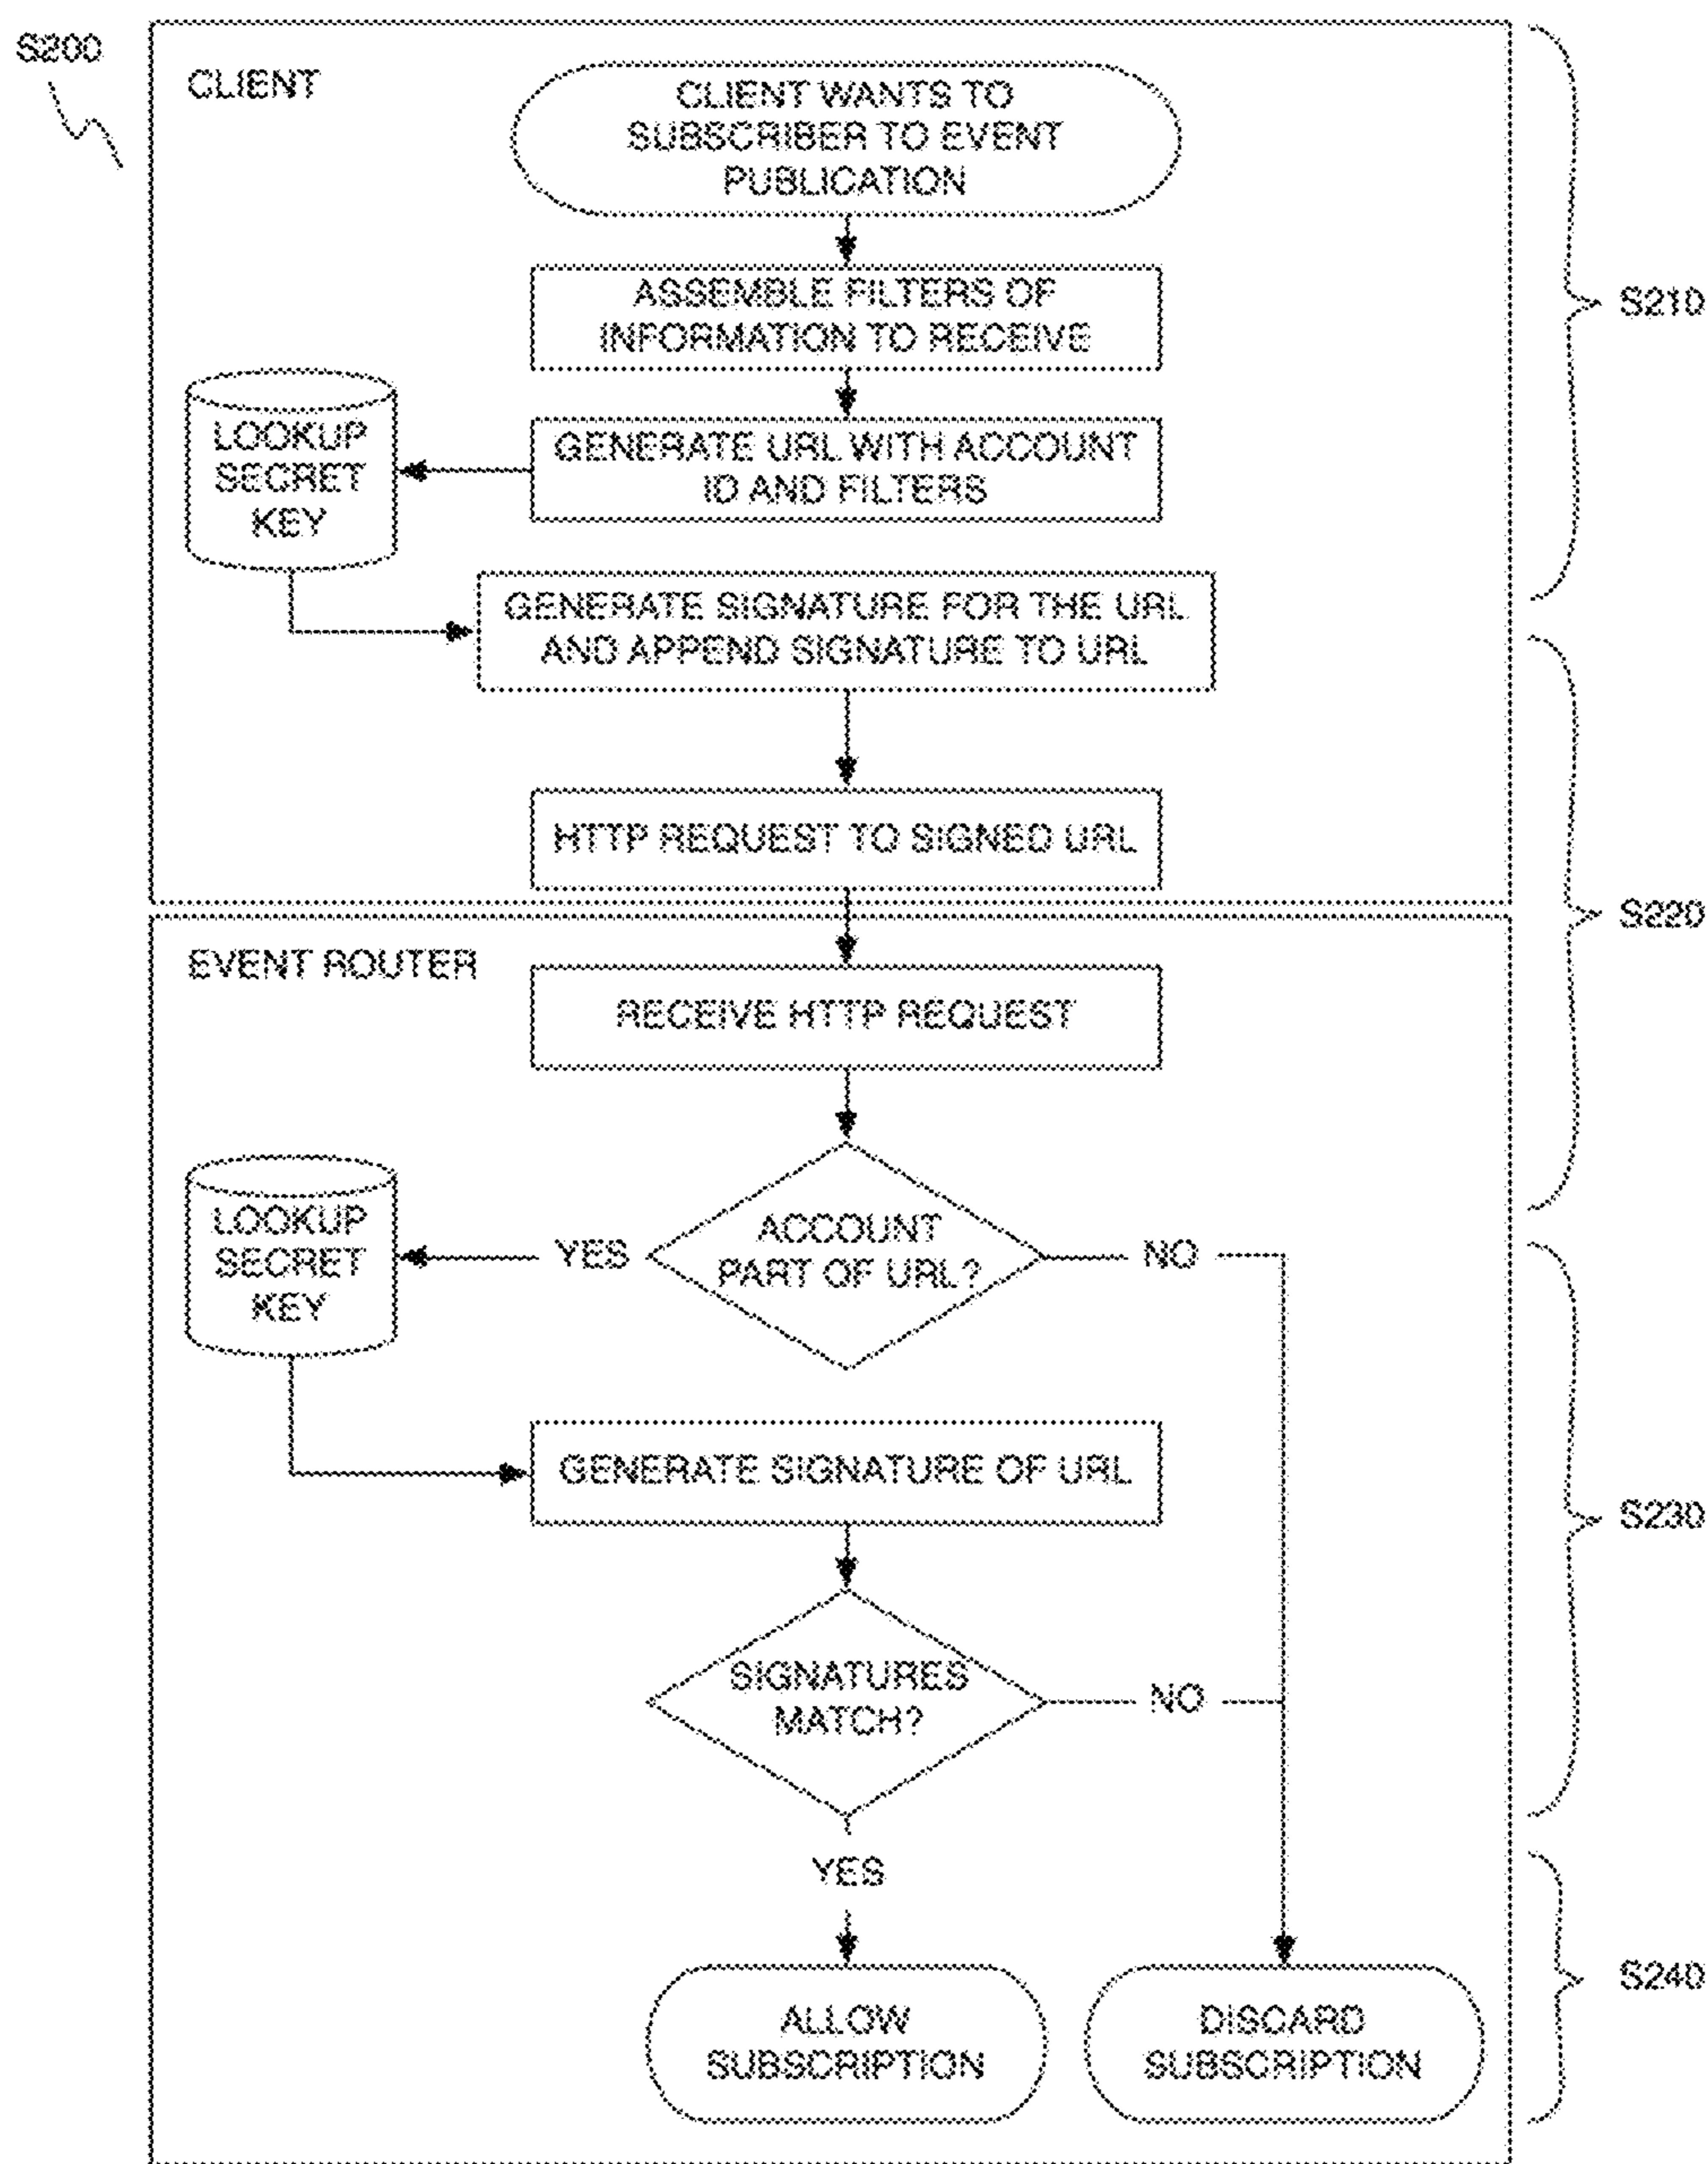 S200
CLIENT
CLIENT WANTS TO
SUBSCRIBER TO EVENT
PUBLICATION
ASSEMBLE FILTERS OF
INFORMATION TO RECEIVE
S210
LOOKUP
SECRET
KEY
GENERATE URL WITH ACCOUNT
ID AND FILTERS
GENERATE SIGNATURE FOR THE URL
AND APPEND SIGNATURE TO URL
HTTP REQUEST TO SIGNED URL
S220
EVENT ROUTER
RECEIVE HTTP REQUEST
LOOKUP
SECRET
KEY
YES
ACCOUNT
PART OF URL?
NO
GENERATE SIGNATURE OF URL
S230
SIGNATURES
MATCH?
NO
YES
S240
ALLOW
SUBSCRIPTION
DISCARD
SUBSCRIPTION